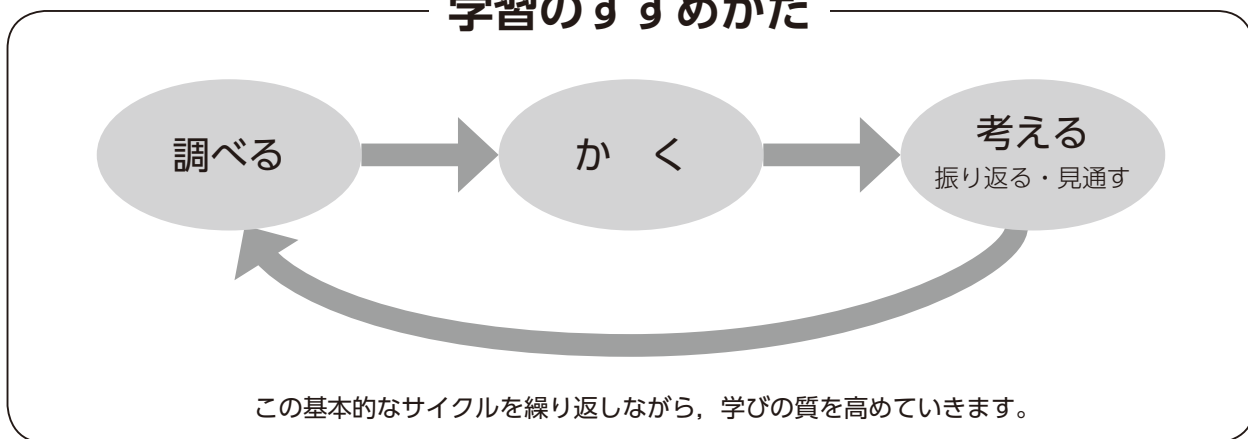 学習のすすめかた
調べる
か　く
考える
振り返る・見通す
この基本的なサイクルを繰り返しながら，学びの質を高めていきます。